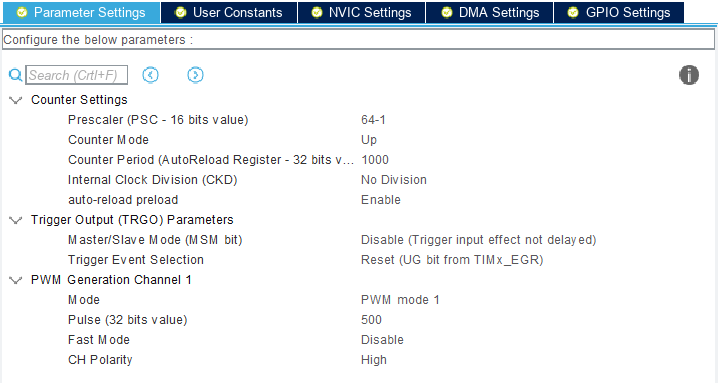 Parameter Settings User Constants NVIC Settings DMA Settings GPIO Settings
Configure the below parameters :
Search (Crtl+F)
Counter Settings
Prescaler (PSC - 16 bits value) 64-1
Counter Mode Up
Counter Period (AutoReload Register - 32 bits v... 1000
Internal Clock Division (CKD) No Division
auto-reload preload Enable
Trigger Output (TRGO) Parameters
Master/Slave Mode (MSM bit) Disable (Trigger input effect not delayed)
Trigger Event Selection Reset (UG bit from TIMx_EGR)
PWM Generation Channel 1
Mode PWM mode 1
Pulse (32 bits value) 500
Fast Mode Disable
CH Polarity High